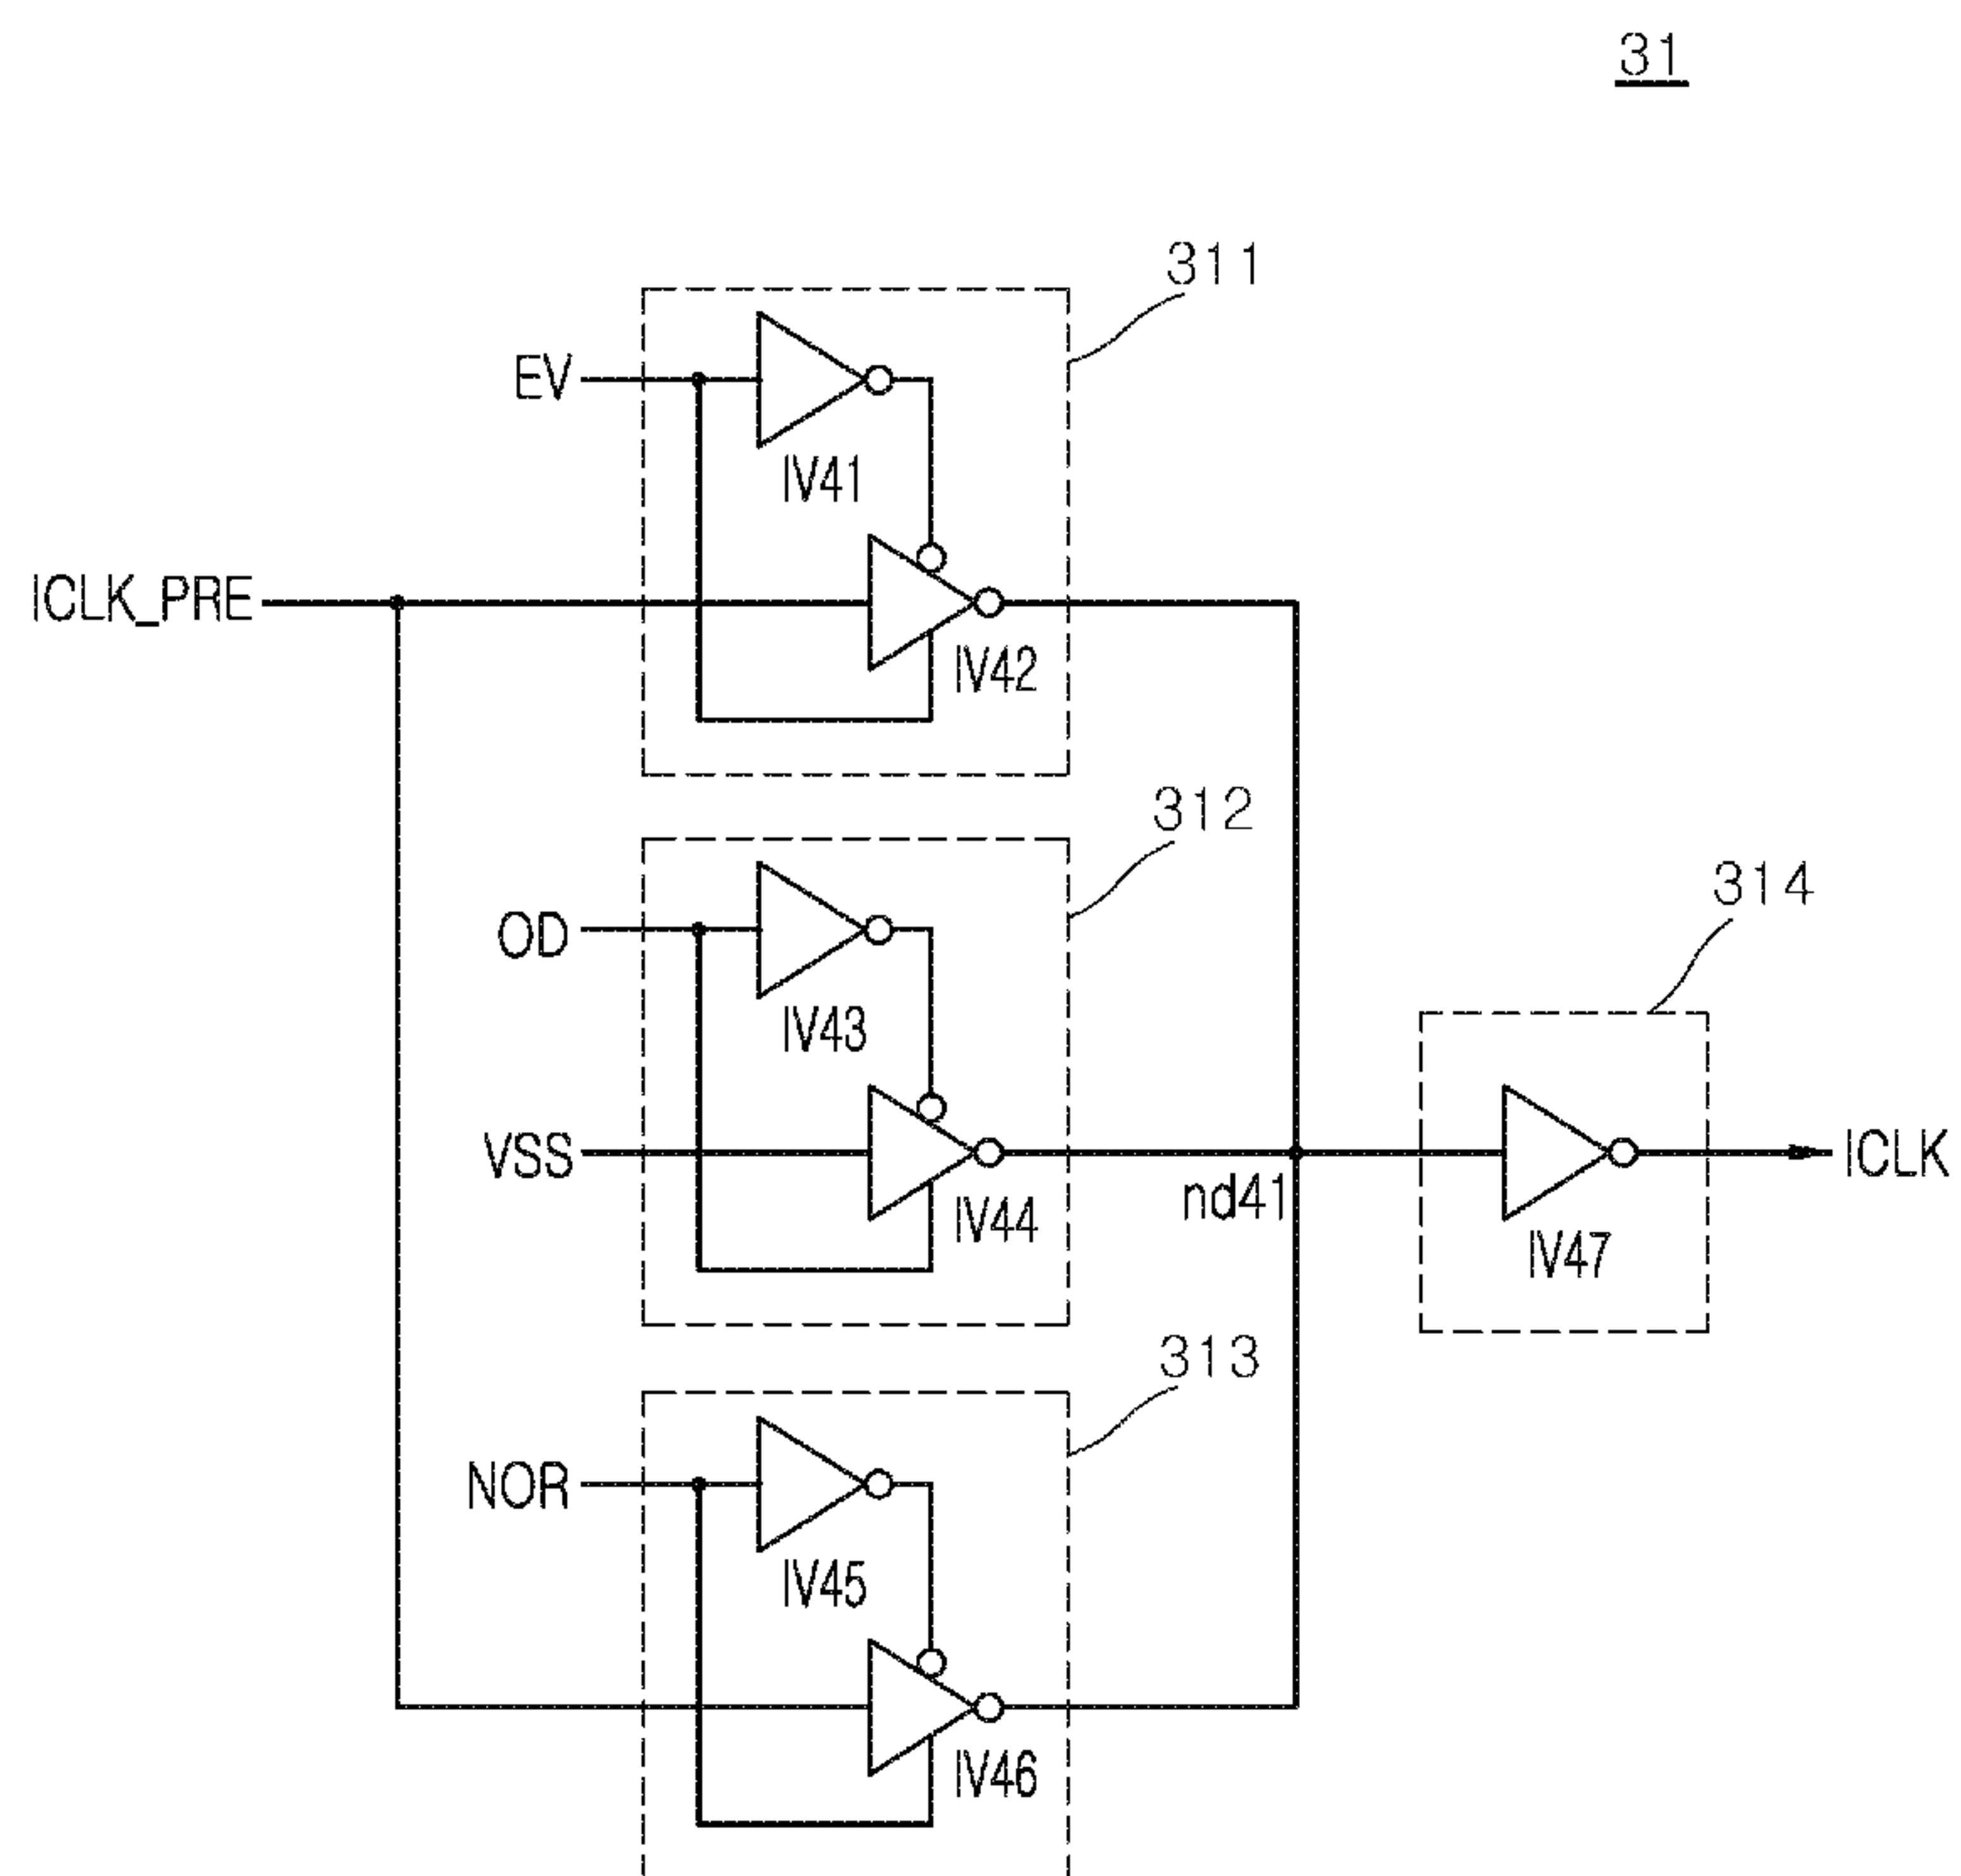 31
311
EV
IV41
ICLK_PRE
IV42
312
314
OD
IV43
VSS
nd41
ICLK
IV44
IV47
313
NOR
IV45
IV46